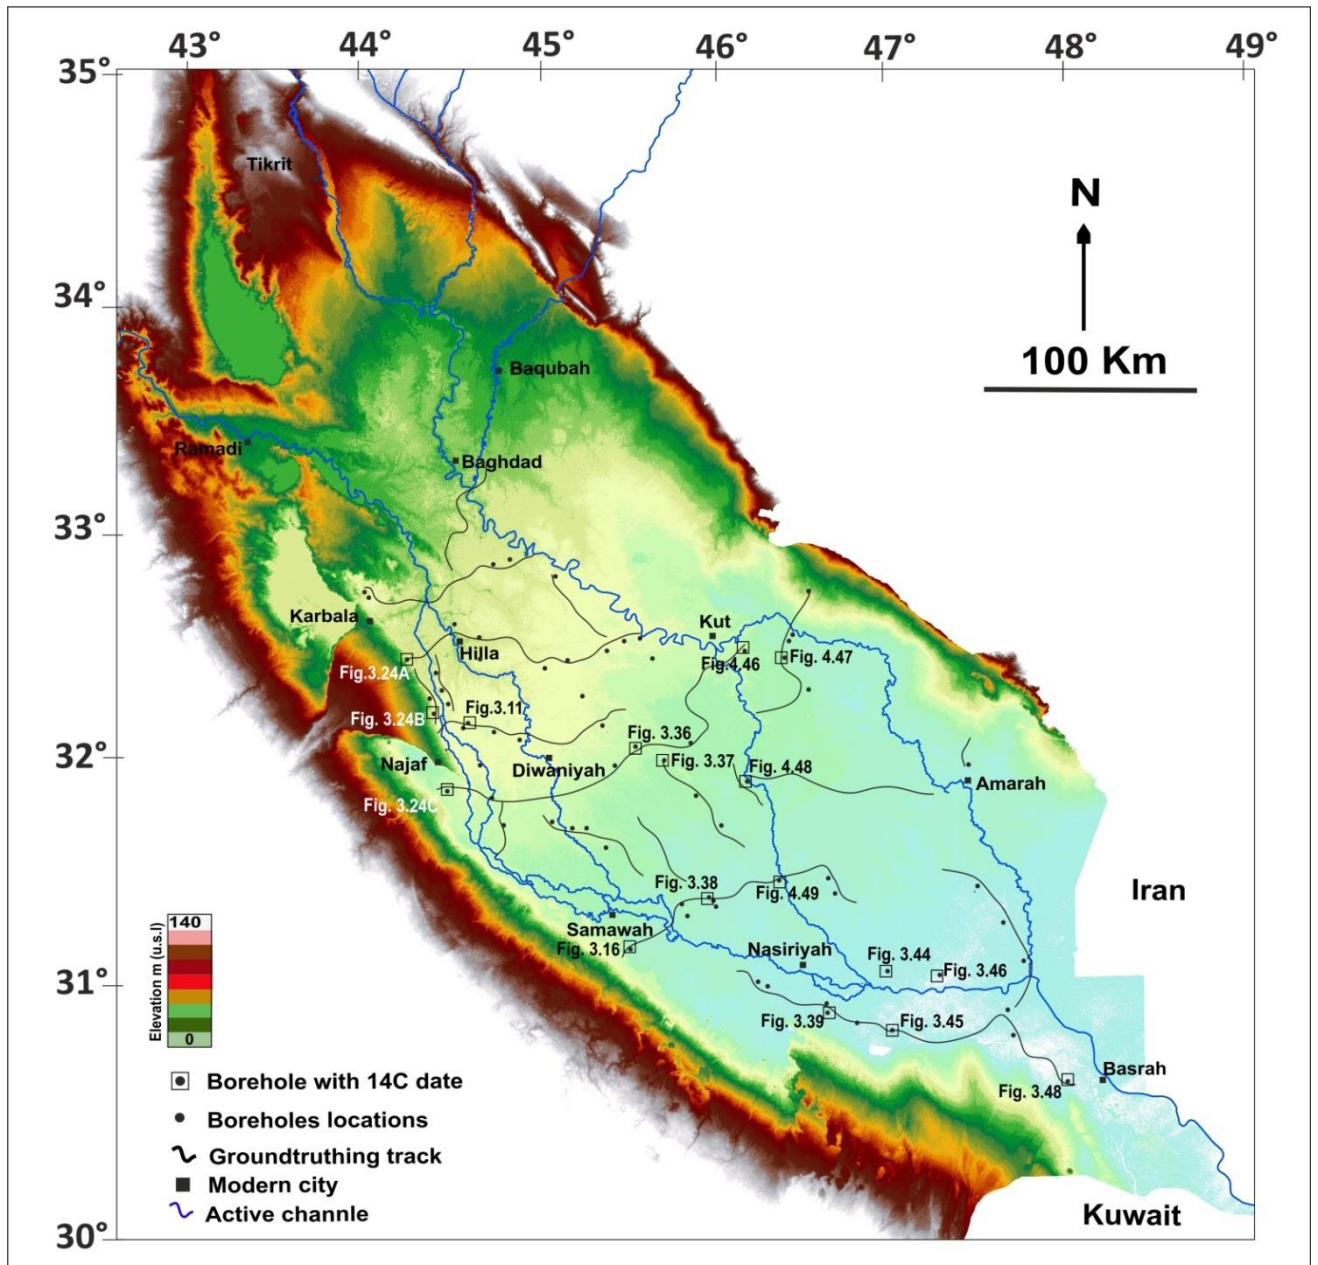 43° 44° 45° 46° 47° 48° 49°
35°
Tikrit
N
34°
100 Km
Baqubah
Ramadi
Baghdad
33°
Karbala
Kut
Hilla
Fig.4.46
Fig. 4.47
Fig.3.24A
Fig.3.11
Fig. 3.24B
Fig. 3.36
32°
Najaf
Diwaniyah
Fig. 3.37
Fig. 4.48
Amarah
Fig. 3.24C
Fig. 3.38
Fig. 4.49
Iran
Samawah
Fig. 3.16
Nasiriyah
Fig. 3.44
Fig. 3.46
31°
Fig. 3.39
Fig. 3.45
Basrah
Fig. 3.48
140
Elevation m (u.s.l)
0
Borehole with 14C date
Boreholes locations
Groundtruthing track
Modern city
Active channle
Kuwait
30°